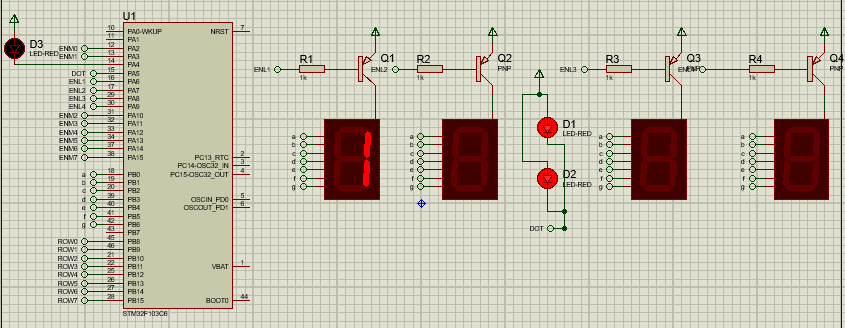 U1
D3
LED-RED
ENM0
ENM1
DOT
ENL1
ENL2
ENL3
ENL4
ENM2
ENM3
ENM4
ENM5
ENM6
ENM7
a
b
c
d
e
f
g
ROW0
ROW1
ROW2
ROW3
ROW4
ROW5
ROW6
ROW7
10 PA0-WKUP
11 PA1
12 PA2
13 PA3
14 PA4
15 PA5
16 PA6
17 PA7
29 PA8
30 PA9
31 PA10
32 PA11
33 PA12
34 PA13
37 PA14
38 PA15
18 PB0
19 PB1
20 PB2
39 PB3
40 PB4
41 PB5
42 PB6
43 PB7
45 PB8
46 PB9
21 PB10
22 PB11
25 PB12
26 PB13
27 PB14
28 PB15
NRST 7
PC13_RTC 2
PC14-OSC32_IN 3
PC15-OSC32_OUT 4
OSCIN_PD0 5
OSCOUT_PD1 6
VBAT 1
BOOT0 44
STM32F103C6
ENL1
R1
1k
Q1
a
b
c
d
e
f
g
1
ENL2
R2
1k
Q2
PNP
a
b
c
d
e
f
g
D1
LED-RED
D2
LED-RED
DOT
ENL3
R3
1k
Q3
a
b
c
d
e
f
g
R4
1k
Q4
PNP
a
b
c
d
e
f
g